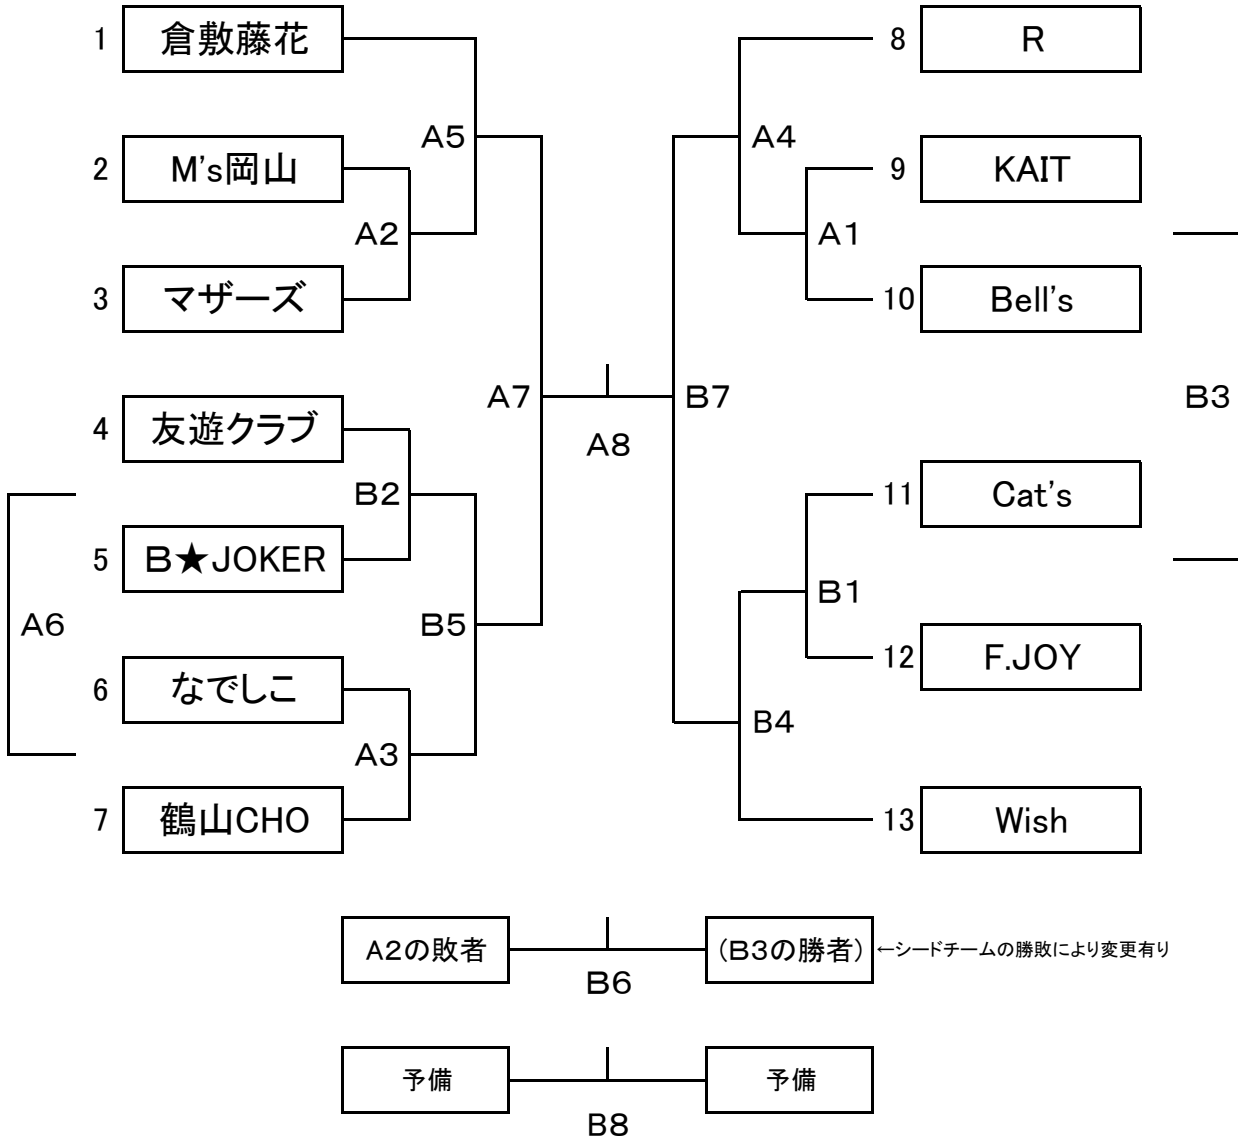 1 倉敷藤花
8 R
A5
A4
2 M's岡山
9 KAIT
A2
A1
3 マザーズ
10 Bell's
A7
B7
B3
4 友遊クラブ
A8
B2
11 Cat's
5 B★JOKER
B1
A6
B5
12 F.JOY
6 なでしこ
B4
A3
7 鶴山CHO
13 Wish
A2の敗者
(B3の勝者)
←シードチームの勝敗により変更有り
B6
予備
予備
B8